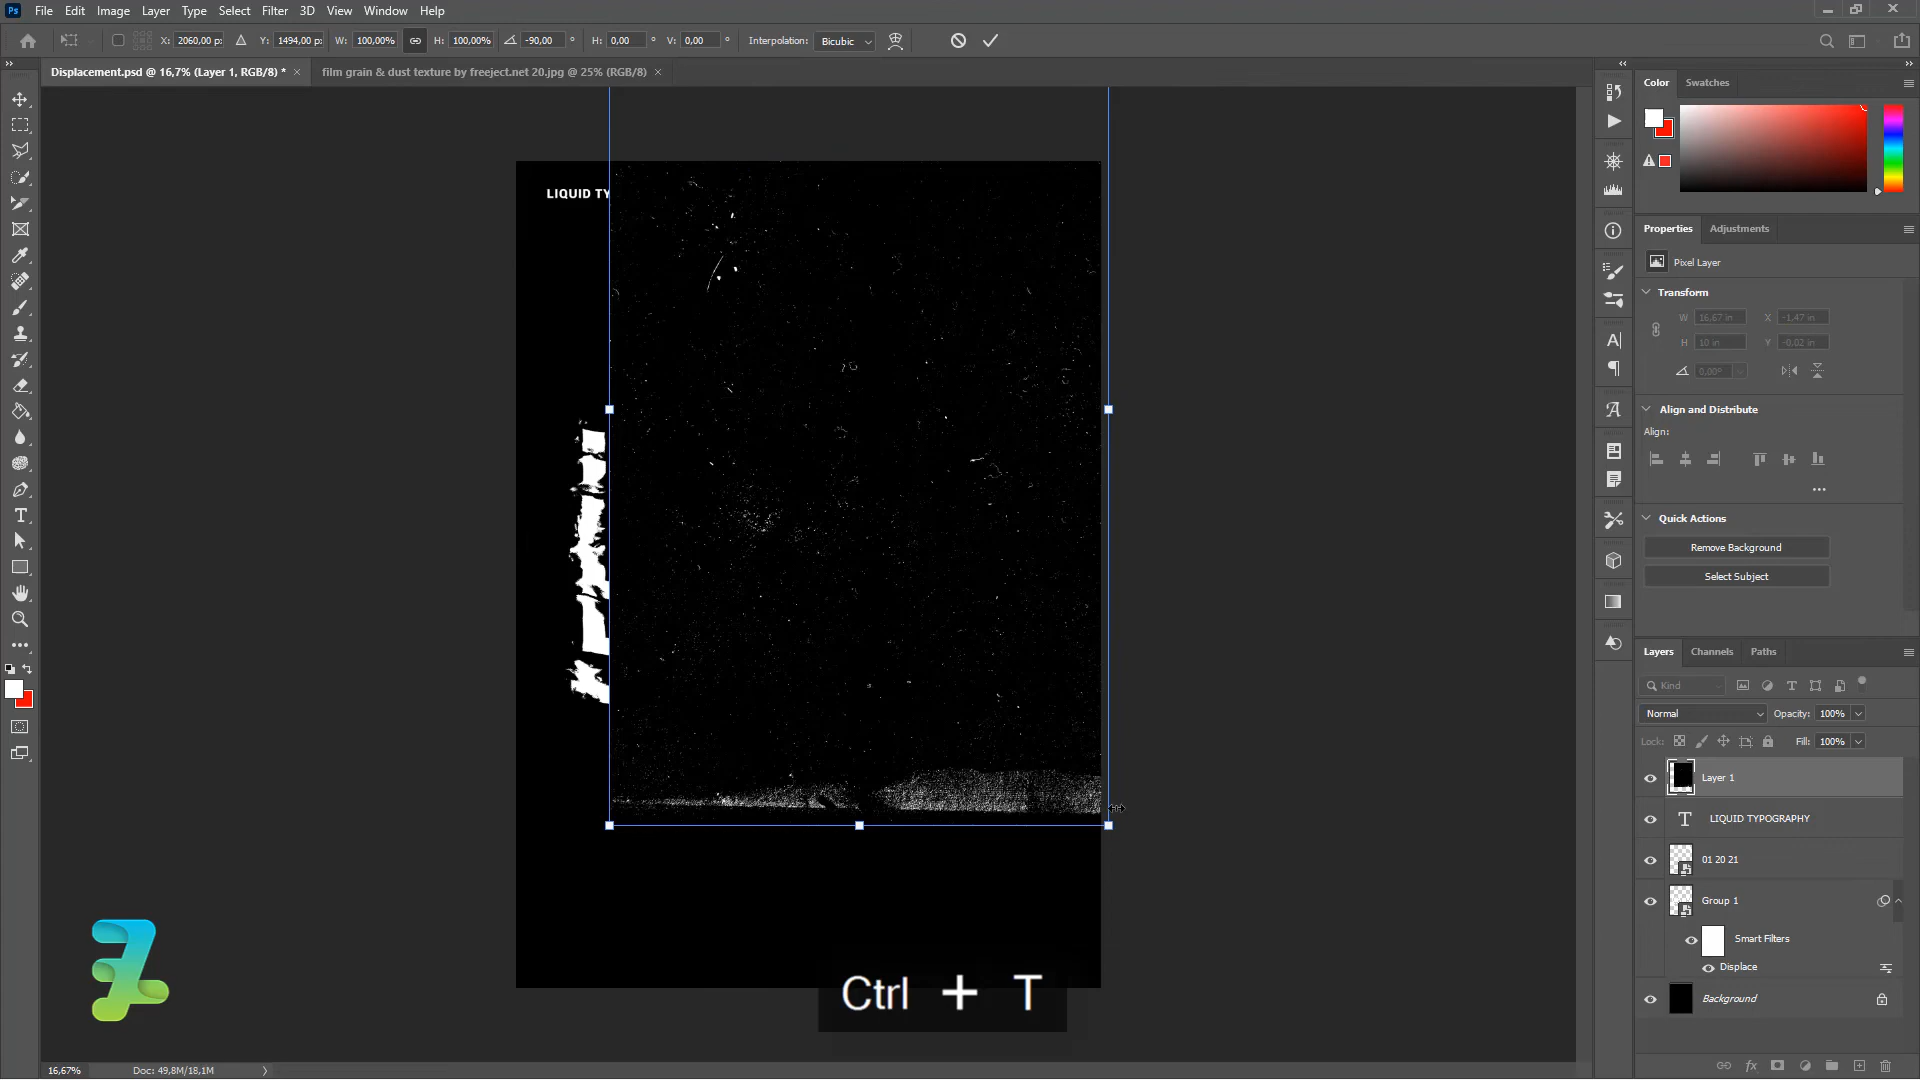 Ps File Edit Image Layer Type Select Filter 3D View Window Help
X: 2060,00 px Y: 1494,00 px W: 100,00% H: 100,00% -90,00 ° H: 0,00 ° V: 0,00 ° Interpolation: Bicubic
Displacement.psd @ 16,7% (Layer 1, RGB/8) * × film grain & dust texture by freeject.net 20.jpg @ 25% (RGB/8) ×
Color Swatches
LIQUID TY
Properties Adjustments
Pixel Layer
Transform
W 16,67 in X -1,47 in
H 10 in Y -0,02 in
0,00°
Align and Distribute
Align:
Quick Actions
Remove Background
Select Subject
Layers Channels Paths
Kind
Normal Opacity: 100%
Lock: Fill: 100%
Layer 1
LIQUID TYPOGRAPHY
01 20 21
Group 1
Smart Filters
Displace
Background
Ctrl + T
16,67% Doc: 49,8M/18,1M